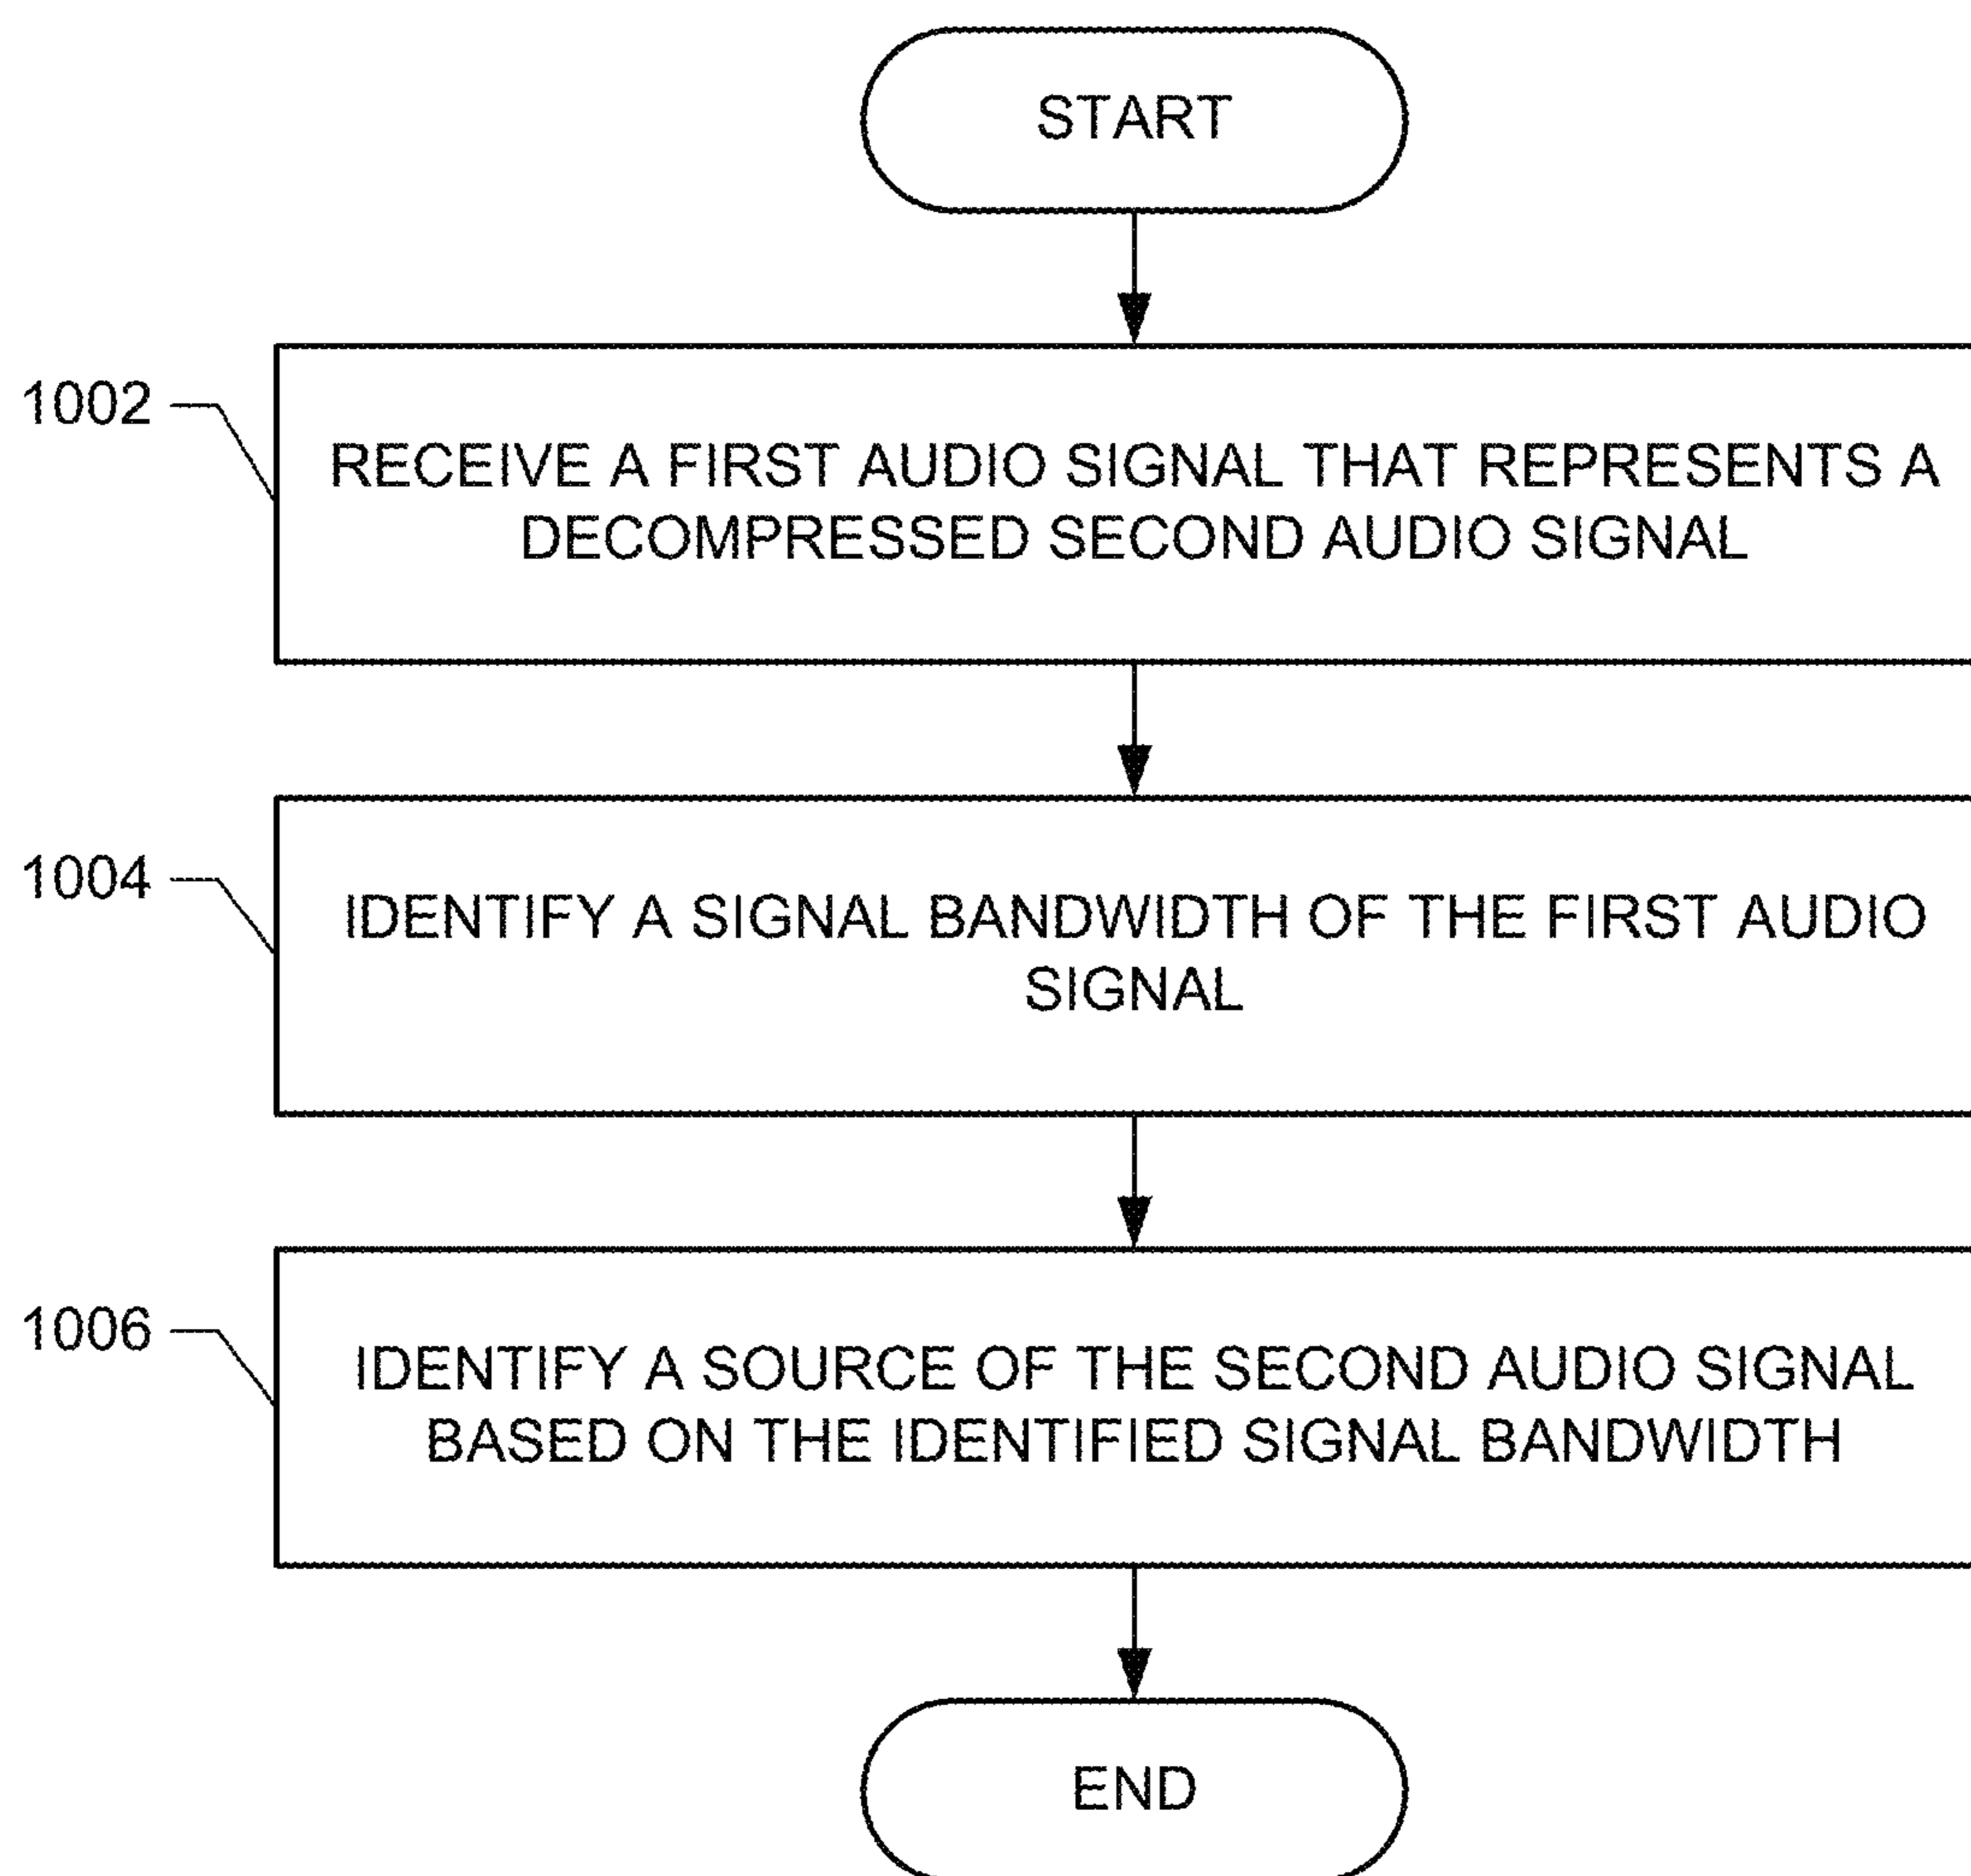 START
1002
RECEIVE A FIRST AUDIO SIGNAL THAT REPRESENTS A
DECOMPRESSED SECOND AUDIO SIGNAL
1004
IDENTIFY A SIGNAL BANDWIDTH OF THE FIRST AUDIO
SIGNAL
1006
IDENTIFY A SOURCE OF THE SECOND AUDIO SIGNAL
BASED ON THE IDENTIFIED SIGNAL BANDWIDTH
END